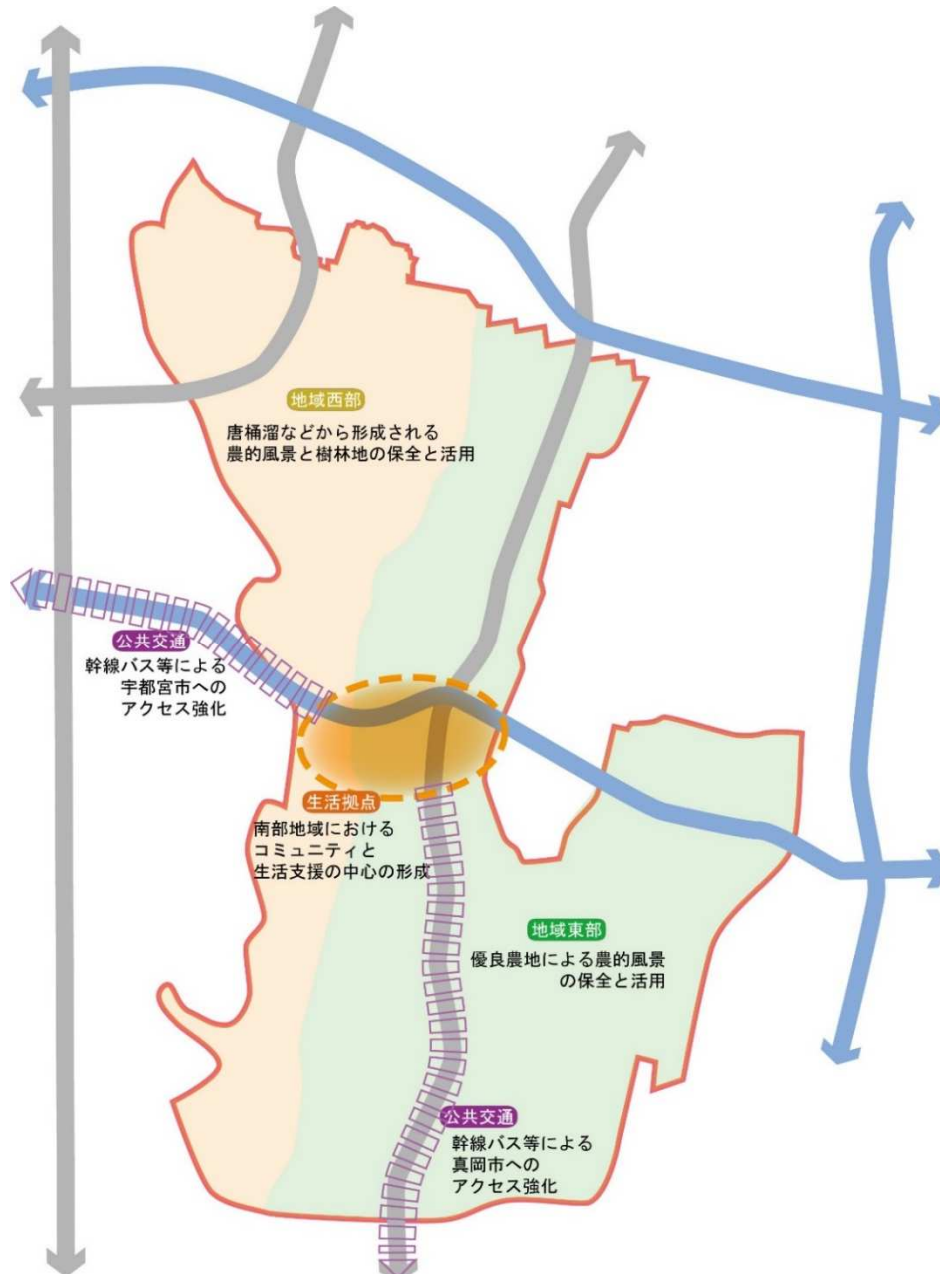 地域西部
唐桶溜などから形成される
農的風景と樹林地の保全と活用
公共交通
幹線バス等による
宇都宮市への
アクセス強化
生活拠点
南部地域における
コミュニティと
生活支援の中心の形成
地域東部
優良農地による農的風景
の保全と活用
公共交通
幹線バス等による
真岡市への
アクセス強化